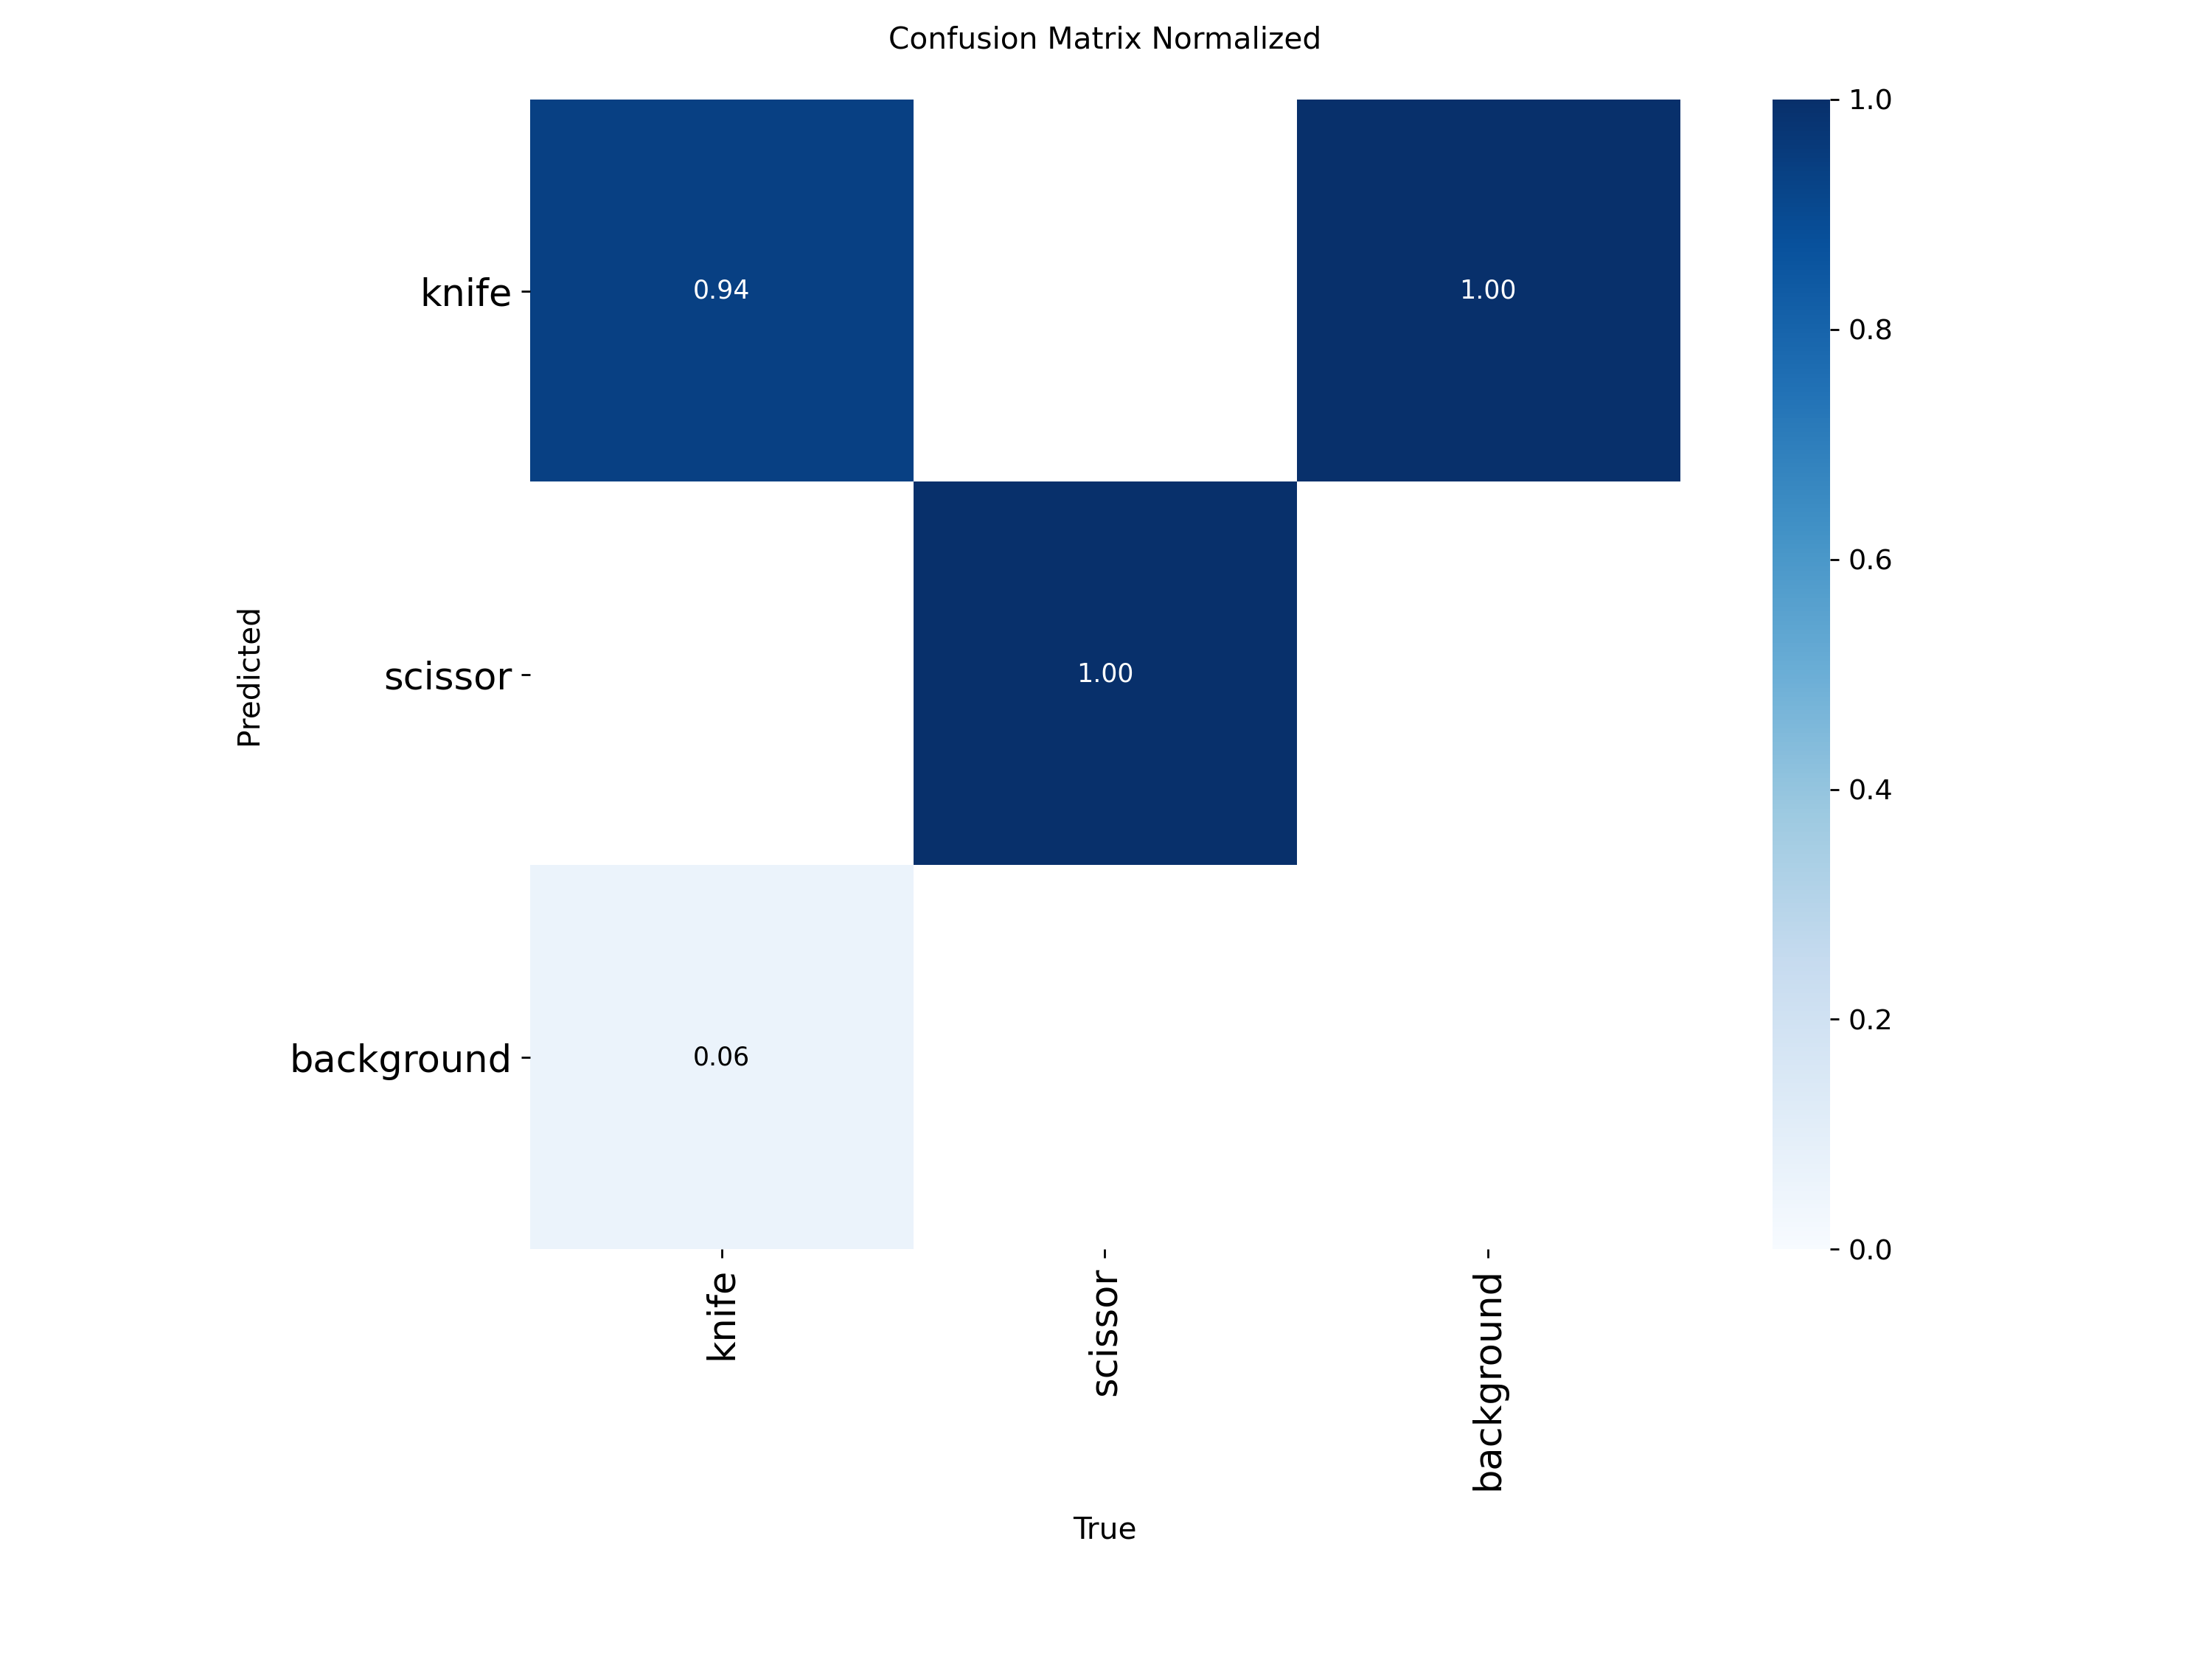 Confusion Matrix Normalized
knife
0.94
1.00
scissor
1.00
background
0.06
Predicted
knife
scissor
background
True
1.0
0.8
0.6
0.4
0.2
0.0